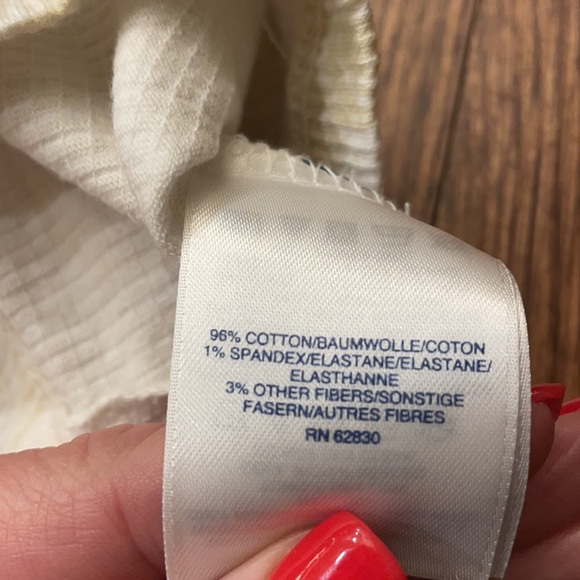 96% COTTON/BAUMWOLLE/COTON
1% SPANDEX/ELASTANE/ELASTANE/
ELASTHANNE
3% OTHER FIBERS/SONSTIGE
FASERN/AUTRES FIBRES
RN 62830